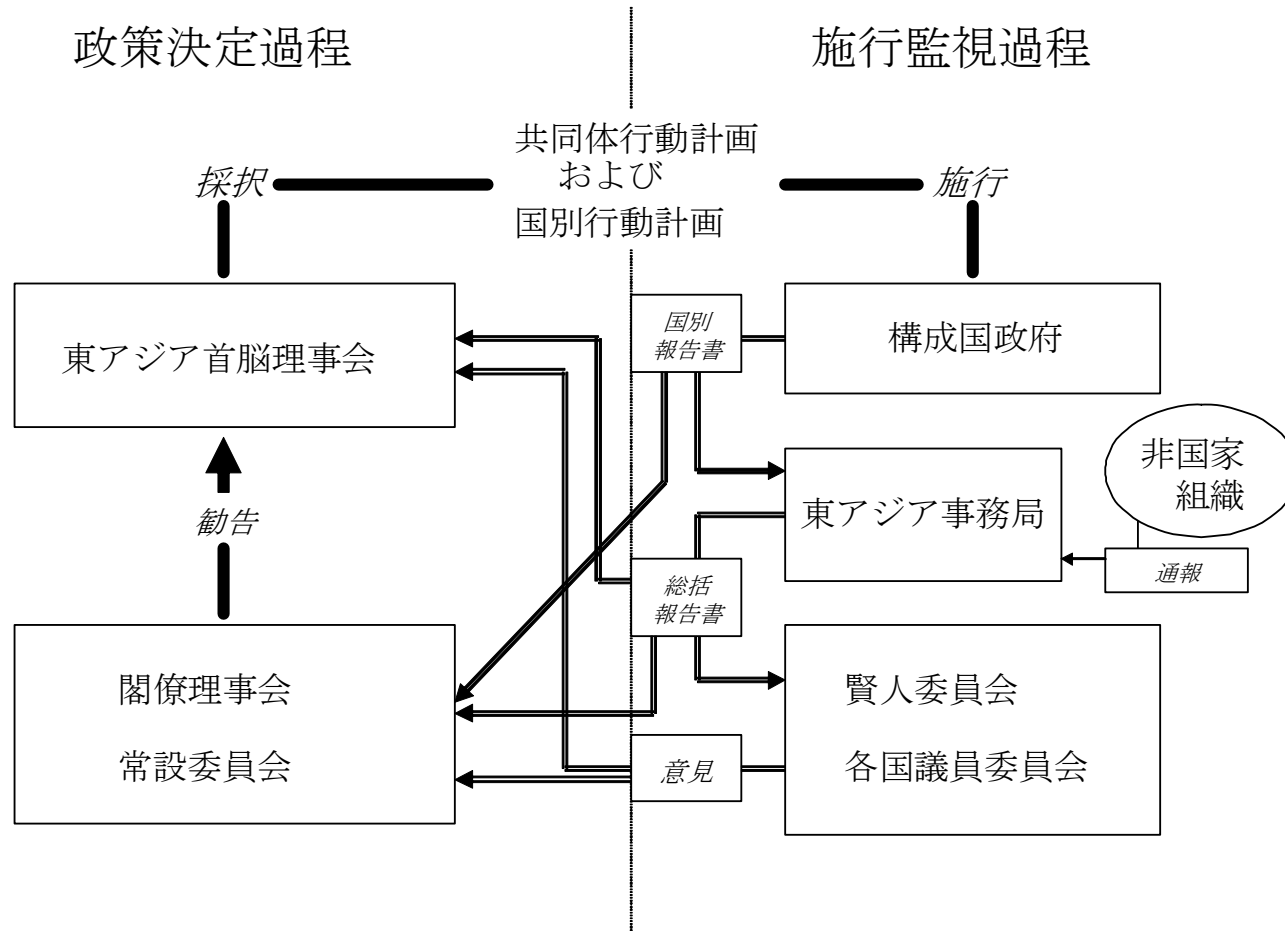 政策決定過程
施行監視過程
共同体行動計画
および
国別行動計画
採択
施行
東アジア首脳理事会
国別
報告書
構成国政府
非国家
組織
東アジア事務局
勧告
通報
総括
報告書
閣僚理事会
常設委員会
賢人委員会
各国議員委員会
意見